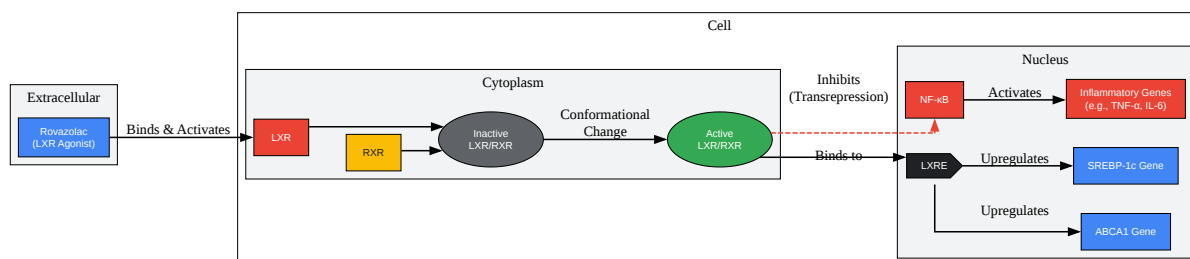 Cell
Extracellular
Rovazolac
(LXR Agonist)
Binds & Activates
Cytoplasm
LXR
RXR
Inactive
LXR/RXR
Conformational
Change
Active
LXR/RXR
Inhibits
(Transrepression)
Binds to
Nucleus
NF-κB
Activates
Inflammatory Genes
(e.g., TNF-α, IL-6)
LXRE
Upregulates
SREBP-1c Gene
Upregulates
ABCA1 Gene